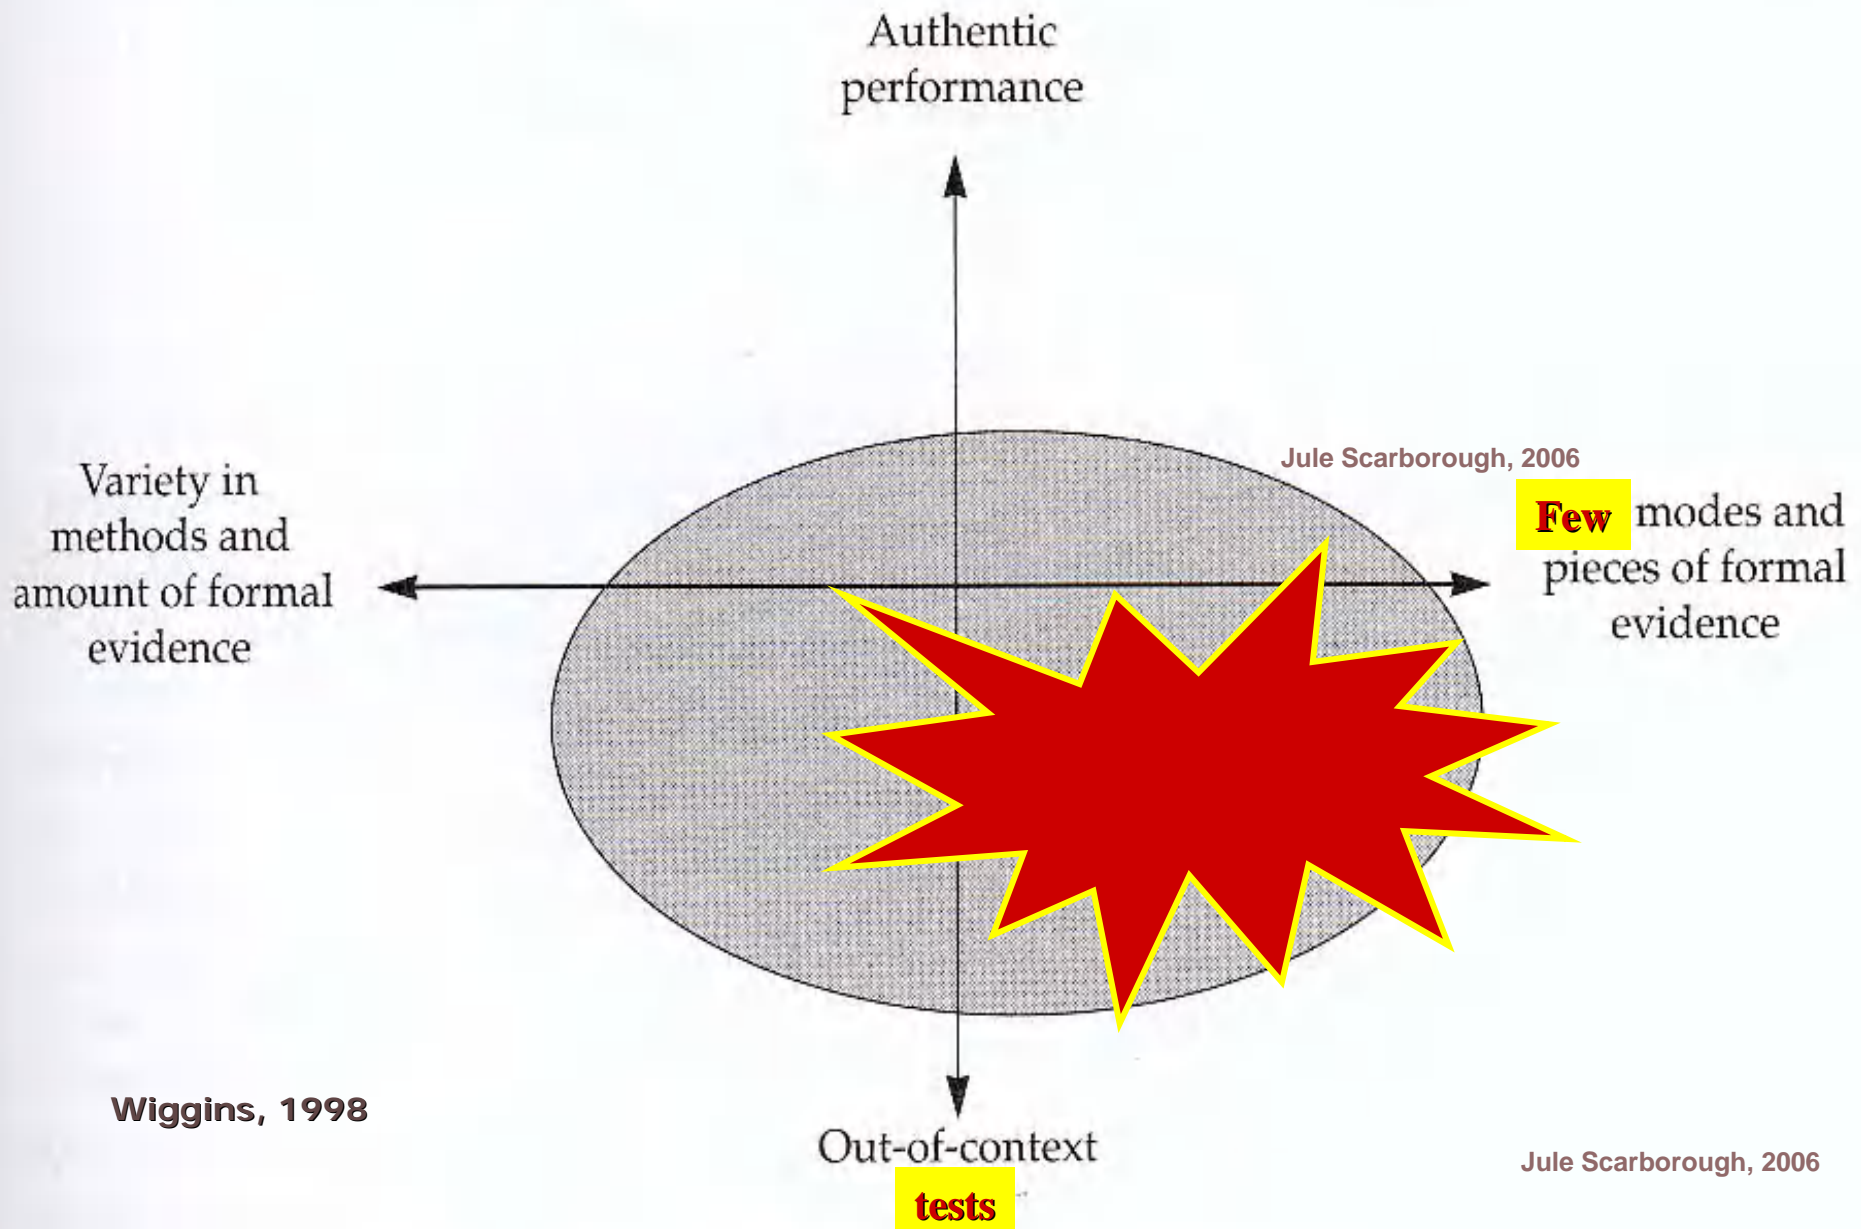 Authentic
performance
Jule Scarborough, 2006
Variety in
methods and
amount of formal
evidence
Few modes and
pieces of formal
evidence
Wiggins, 1998
Out-of-context
tests
Jule Scarborough, 2006